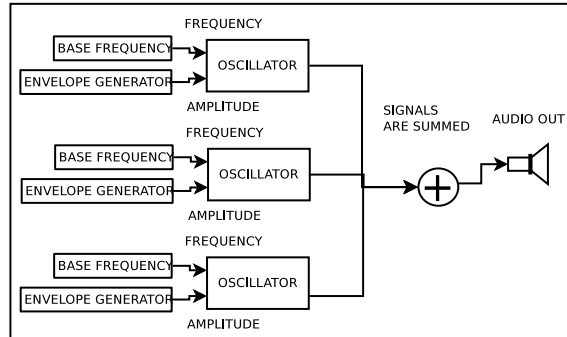 FREQUENCY
BASE FREQUENCY
OSCILLATOR
ENVELOPE GENERATOR
AMPLITUDE
FREQUENCY
BASE FREQUENCY
OSCILLATOR
ENVELOPE GENERATOR
AMPLITUDE
FREQUENCY
BASE FREQUENCY
OSCILLATOR
ENVELOPE GENERATOR
AMPLITUDE
SIGNALS
ARE SUMMED
AUDIO OUT